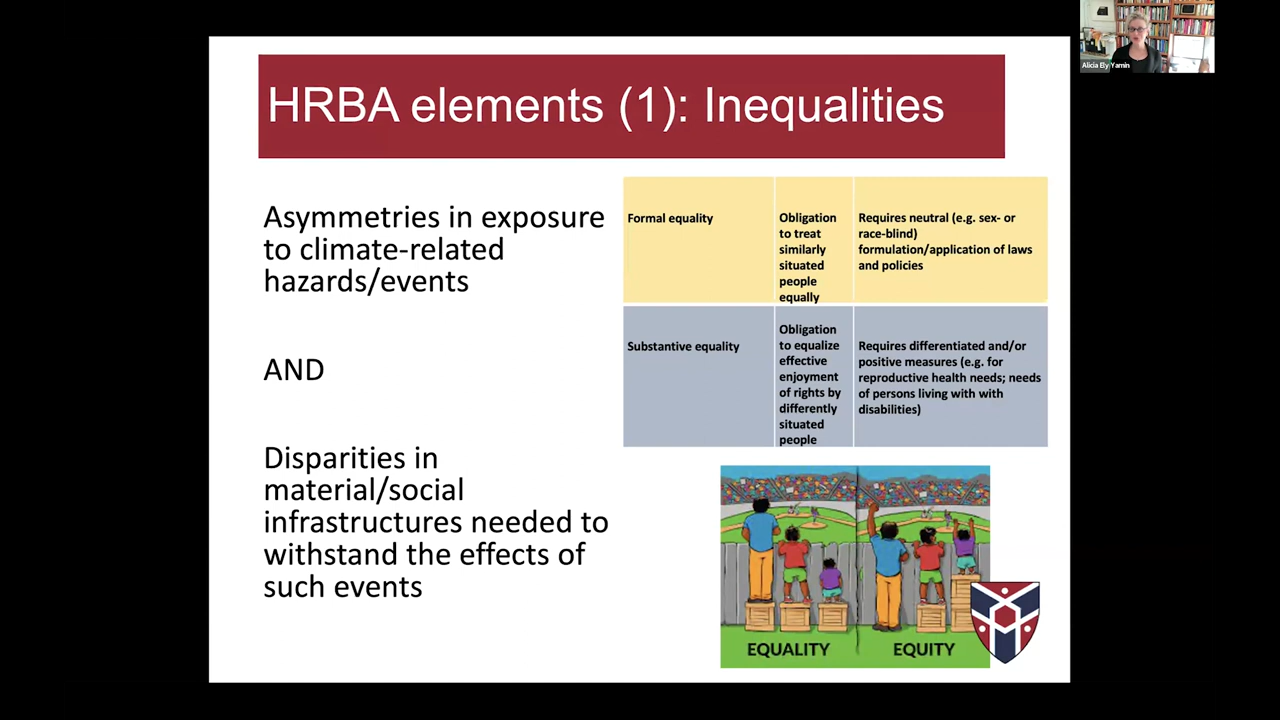 Alicia Ely Yamin
HRBA elements (1): Inequalities
Asymmetries in exposure
to climate-related
hazards/events
AND
Disparities in
material/social
infrastructures needed to
withstand the effects of
such events
Formal equality
Obligation
to treat
similarly
situated
people
equally
Requires neutral (e.g. sex- or
race-blind)
formulation/application of laws
and policies
Substantive equality
Obligation
to equalize
effective
enjoyment
of rights by
differently
situated
people
Requires differentiated and/or
positive measures (e.g. for
reproductive health needs; needs
of persons living with with
disabilities)
EQUALITY
EQUITY